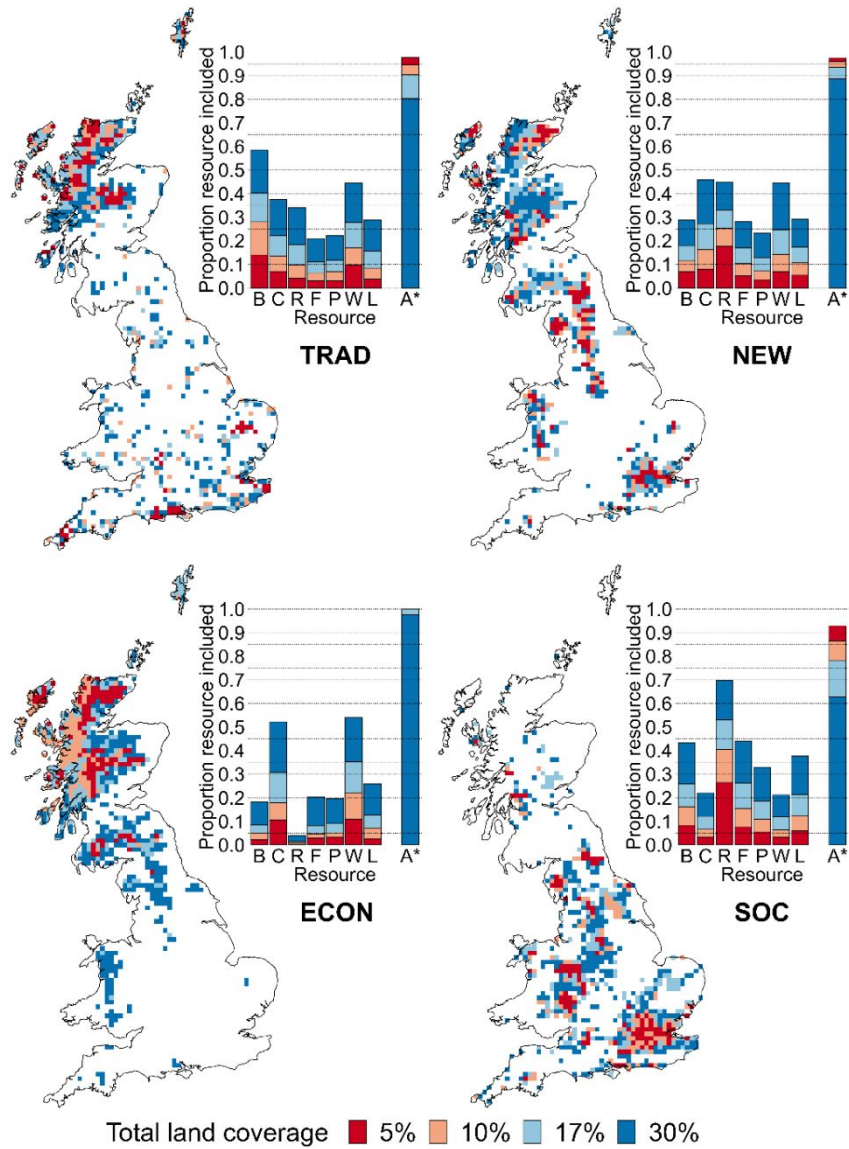 1.0
0.9
0.8
0.7
0.6
0.5
0.4
0.3
0.2
0.1
0.0
Proportion resource included
B C R F P W L A*
Resource
TRAD
1.0
0.9
0.8
0.7
0.6
0.5
0.4
0.3
0.2
0.1
0.0
Proportion resource included
B C R F P W L A*
Resource
NEW
1.0
0.9
0.8
0.7
0.6
0.5
0.4
0.3
0.2
0.1
0.0
Proportion resource included
B C R F P W L A*
Resource
ECON
1.0
0.9
0.8
0.7
0.6
0.5
0.4
0.3
0.2
0.1
0.0
Proportion resource included
B C R F P W L A*
Resource
SOC
Total land coverage 5% 10% 17% 30%